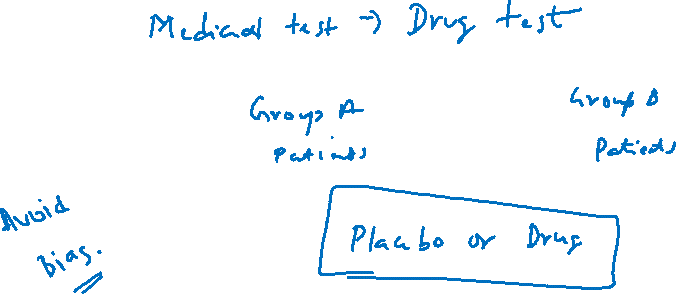 Medical test → Drug test
Group A
Patients
Group B
Patients
Avoid
bias.
Placebo or Drug